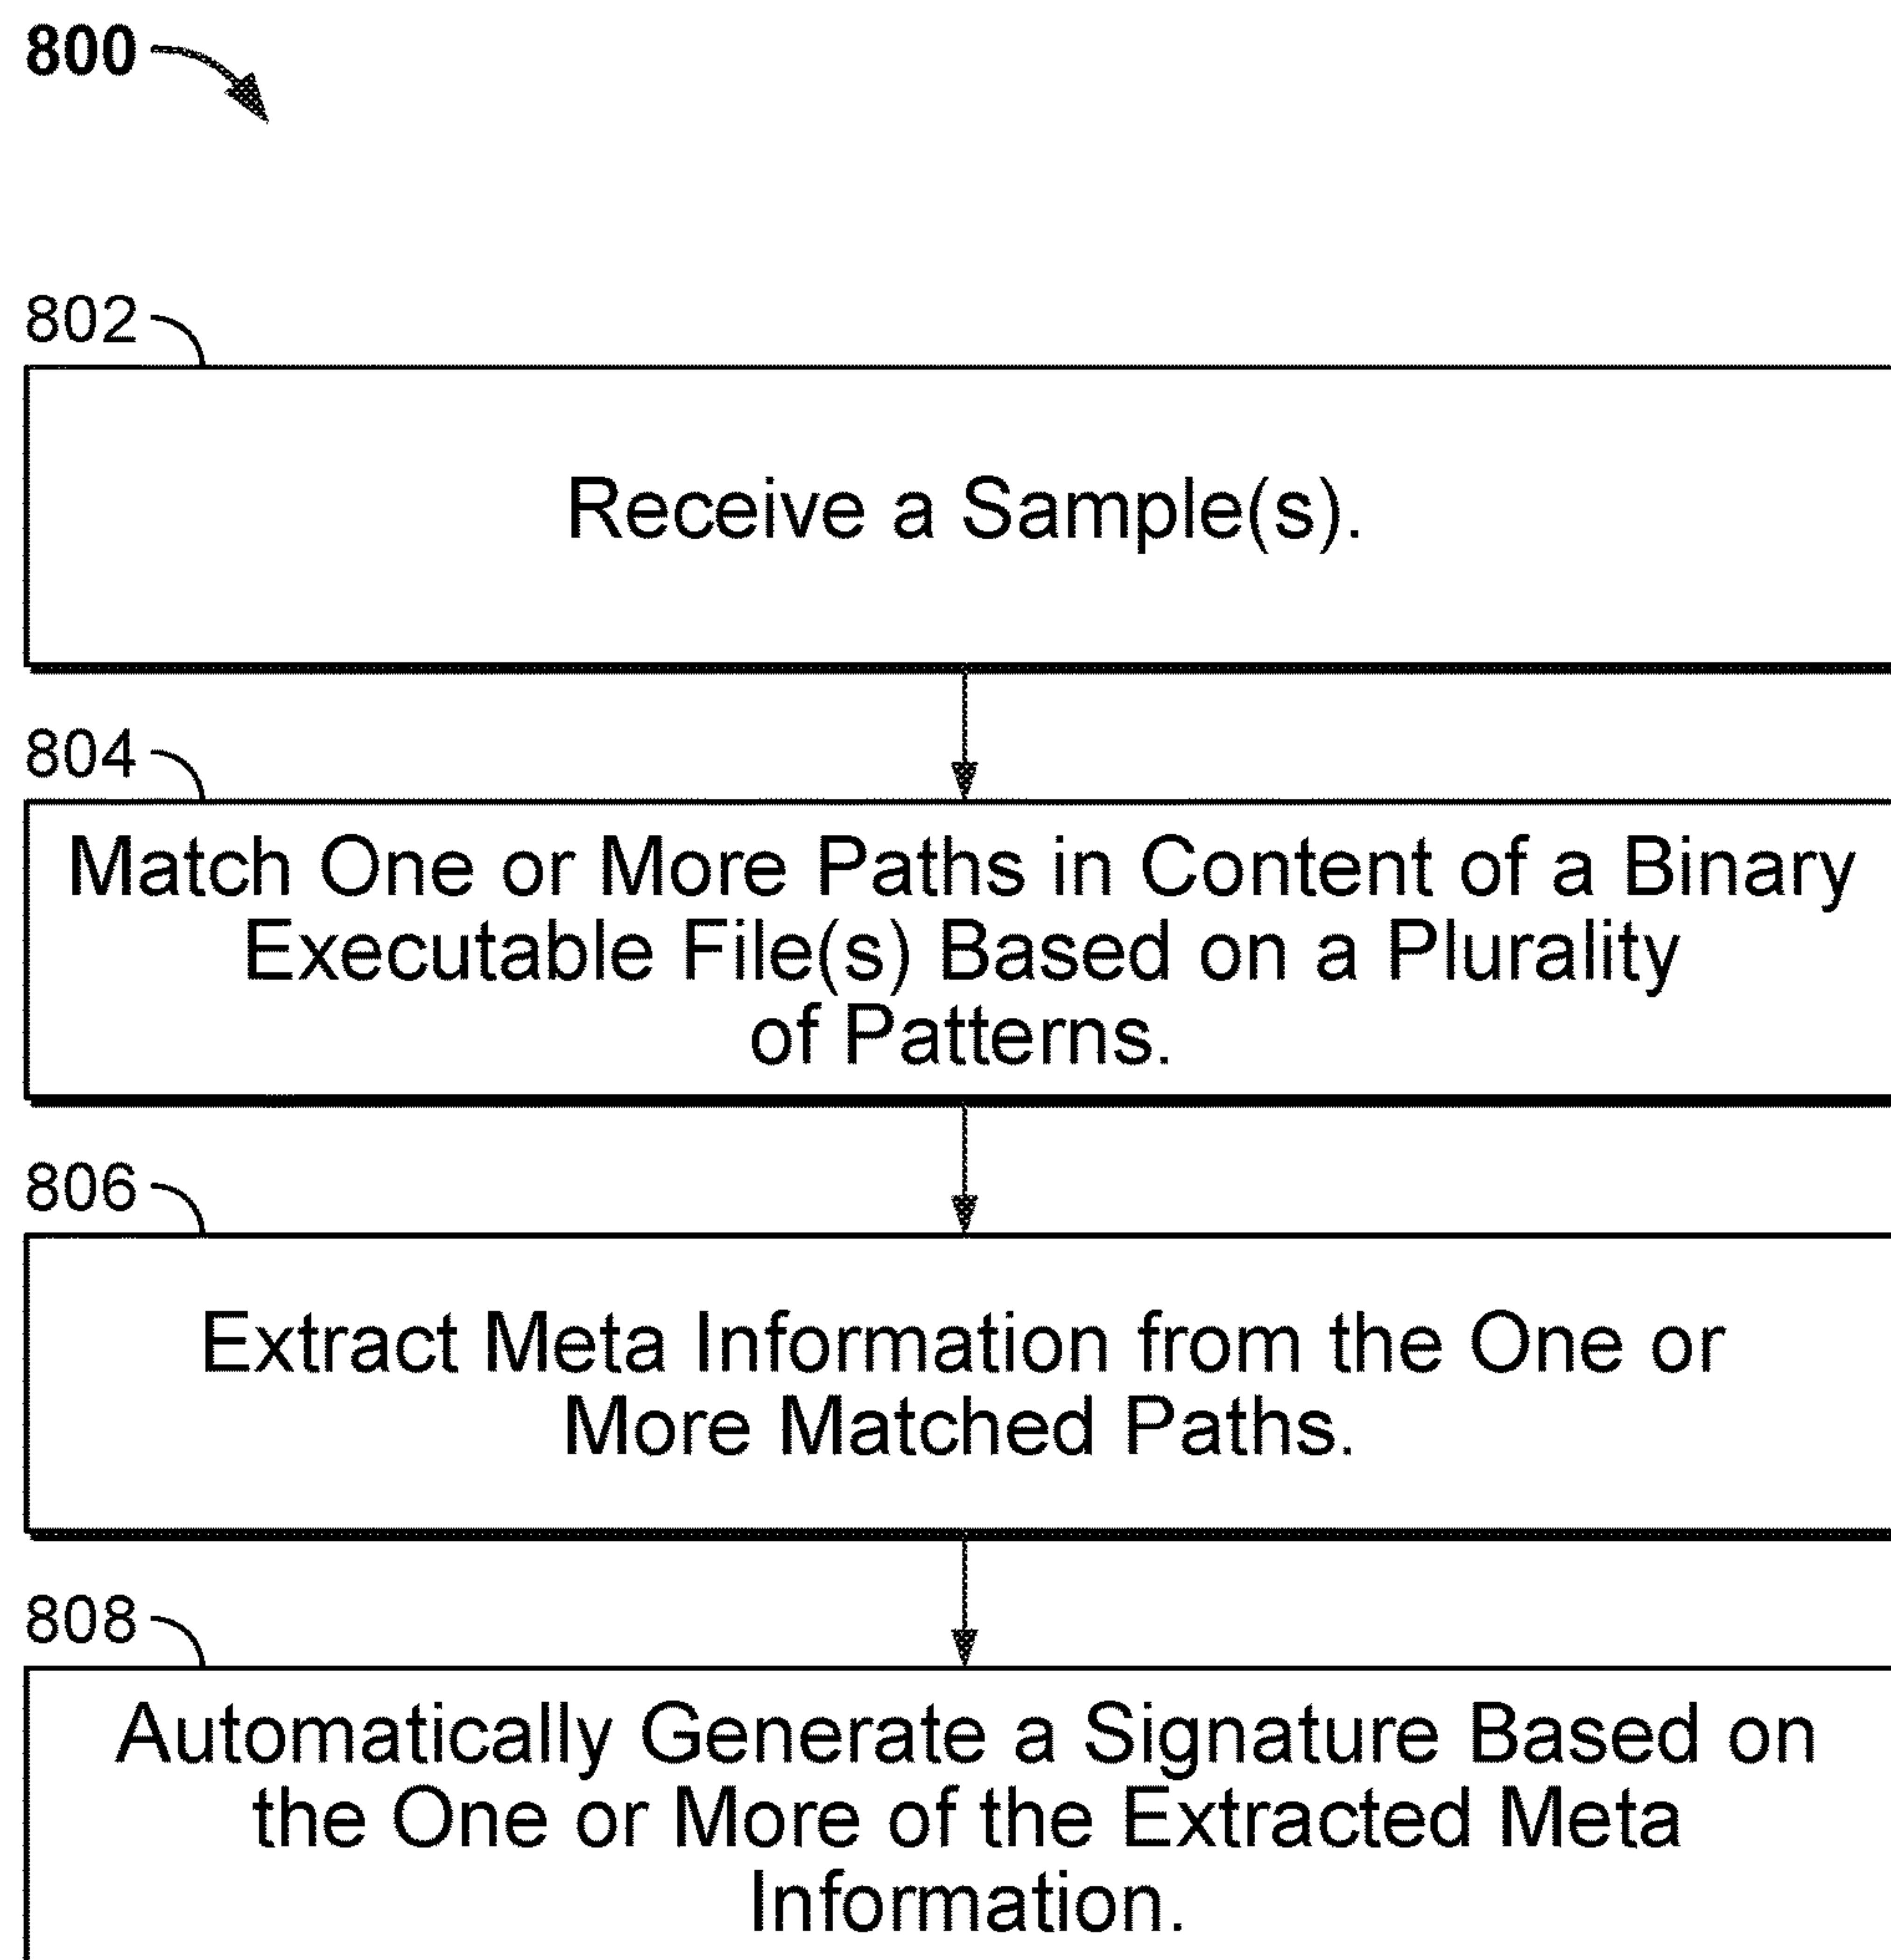 800
802
Receive a Sample(s).
804
Match One or More Paths in Content of a Binary
Executable File(s) Based on a Plurality
of Patterns.
806
Extract Meta Information from the One or
More Matched Paths.
808
Automatically Generate a Signature Based on
the One or More of the Extracted Meta
Information.